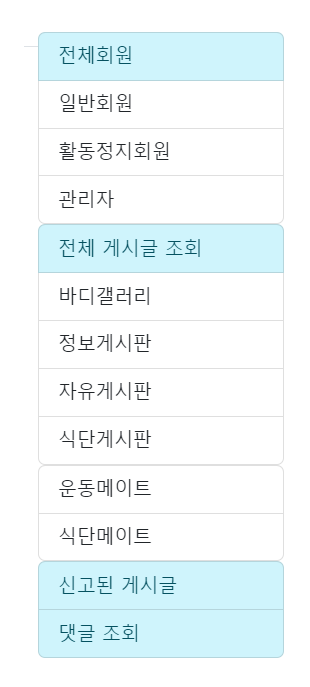 전체회원
일반회원
활동정지회원
관리자
전체 게시글 조회
바디갤러리
정보게시판
자유게시판
식단게시판
운동메이트
식단메이트
신고된 게시글
댓글 조회